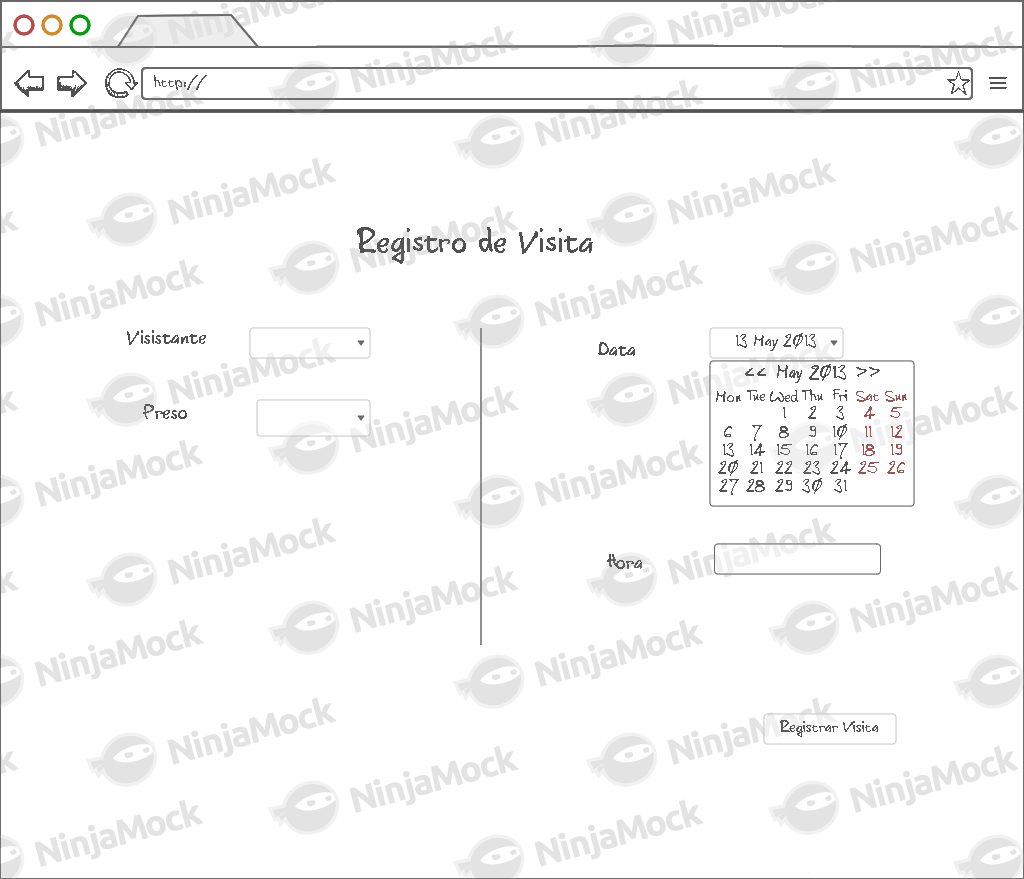 http://
Registro de Visita
Visistante
Preso
Data
13 May 2013
<< May 2013 >>
Mon Tue Wed Thu Fri Sat Sun
1 2 3 4 5
6 7 8 9 10 11 12
13 14 15 16 17 18 19
20 21 22 23 24 25 26
27 28 29 30 31
Hora
Registrar Visita
NinjaMock